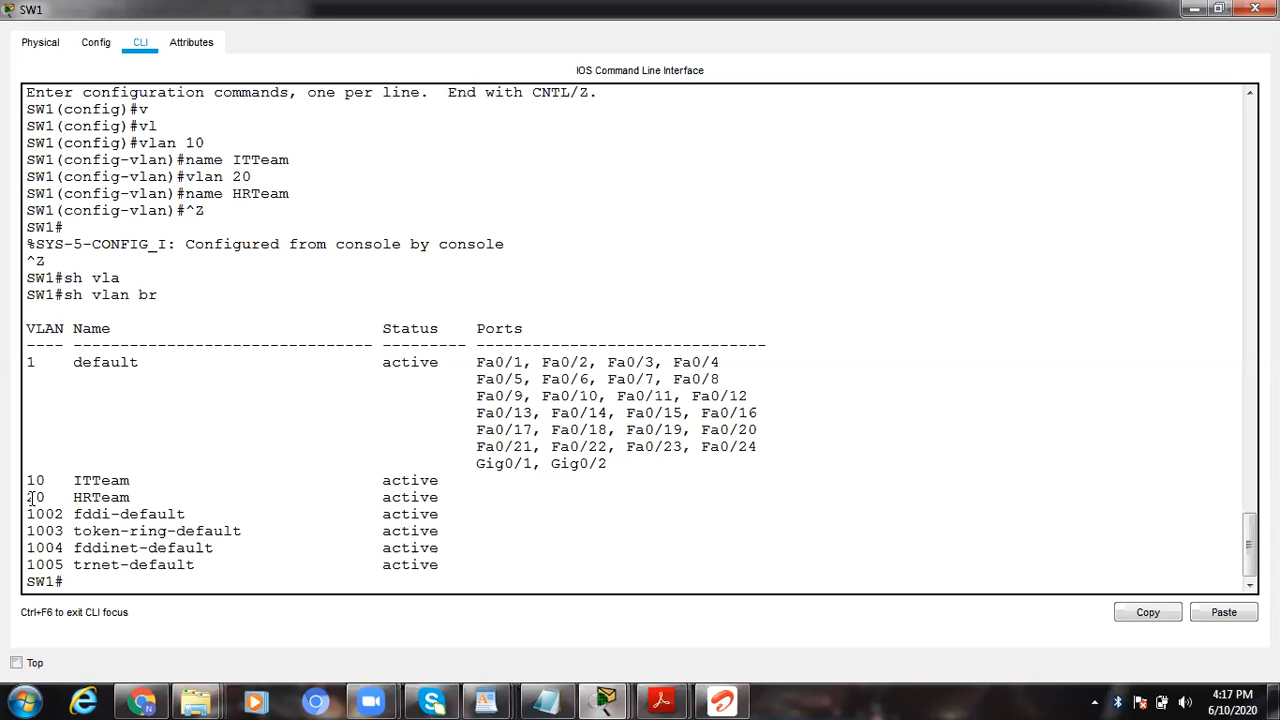 SW1
Physical Config CLI Attributes
IOS Command Line Interface
Enter configuration commands, one per line.  End with CNTL/Z.
SW1(config)#v
SW1(config)#vl
SW1(config)#vlan 10
SW1(config-vlan)#name ITTeam
SW1(config-vlan)#vlan 20
SW1(config-vlan)#name HRTeam
SW1(config-vlan)#^Z
SW1#
%SYS-5-CONFIG_I: Configured from console by console
^Z
SW1#sh vla
SW1#sh vlan br
VLAN Name                             Status    Ports
---- -------------------------------- --------- -------------------------------
1    default                          active    Fa0/1, Fa0/2, Fa0/3, Fa0/4
Fa0/5, Fa0/6, Fa0/7, Fa0/8
Fa0/9, Fa0/10, Fa0/11, Fa0/12
Fa0/13, Fa0/14, Fa0/15, Fa0/16
Fa0/17, Fa0/18, Fa0/19, Fa0/20
Fa0/21, Fa0/22, Fa0/23, Fa0/24
Gig0/1, Gig0/2
10   ITTeam                           active
20   HRTeam                           active
1002 fddi-default                     active
1003 token-ring-default               active
1004 fddinet-default                  active
1005 trnet-default                    active
SW1#
Ctrl+F6 to exit CLI focus
Copy Paste
Top
4:17 PM
6/10/2020